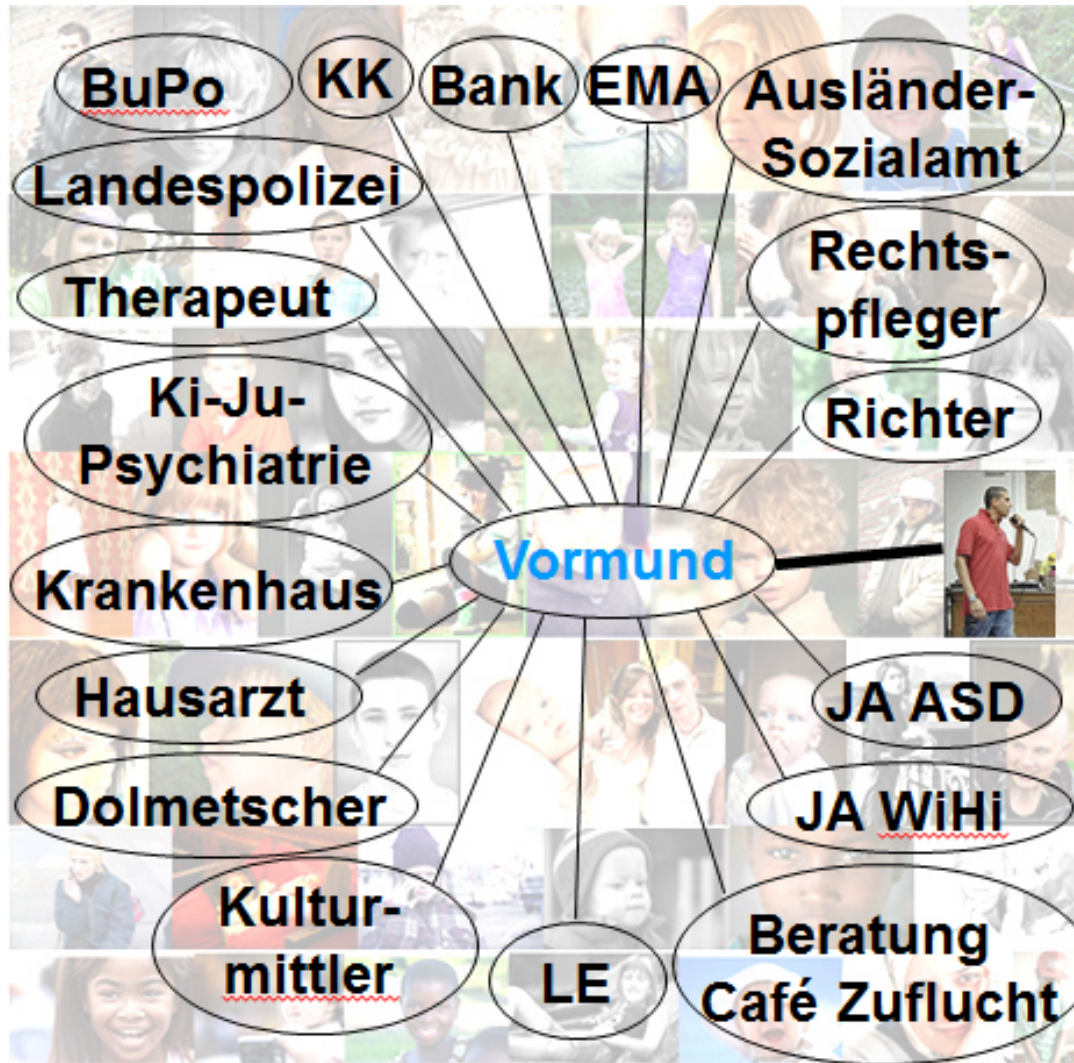 BuPo
KK
Bank
EMA
Ausländer-
Sozialamt
Landespolizei
Rechts-
pfleger
Therapeut
Ki-Ju-
Psychiatrie
Richter
Vormund
Krankenhaus
Hausarzt
JA ASD
Dolmetscher
JA WiHi
Kultur-
mittler
LE
Beratung
Café Zuflucht